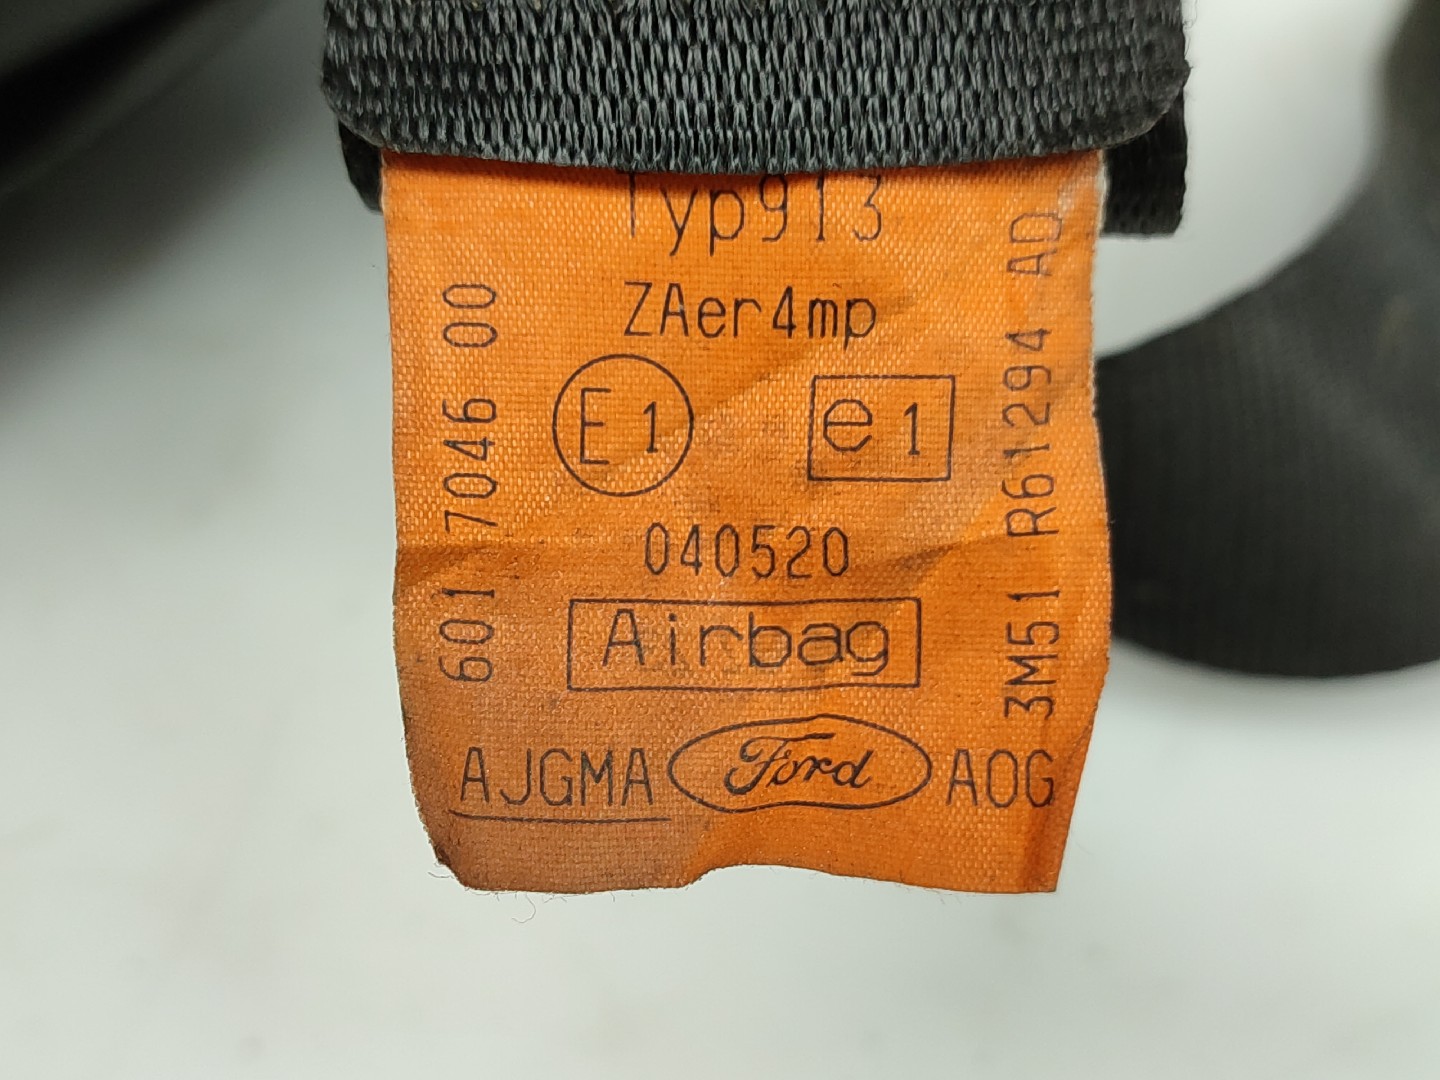 Typ913
ZAer4mp
E1 e1
040520
Airbag
AJGMA Ford AOG
601 7046 00
3M51 R61294 AD